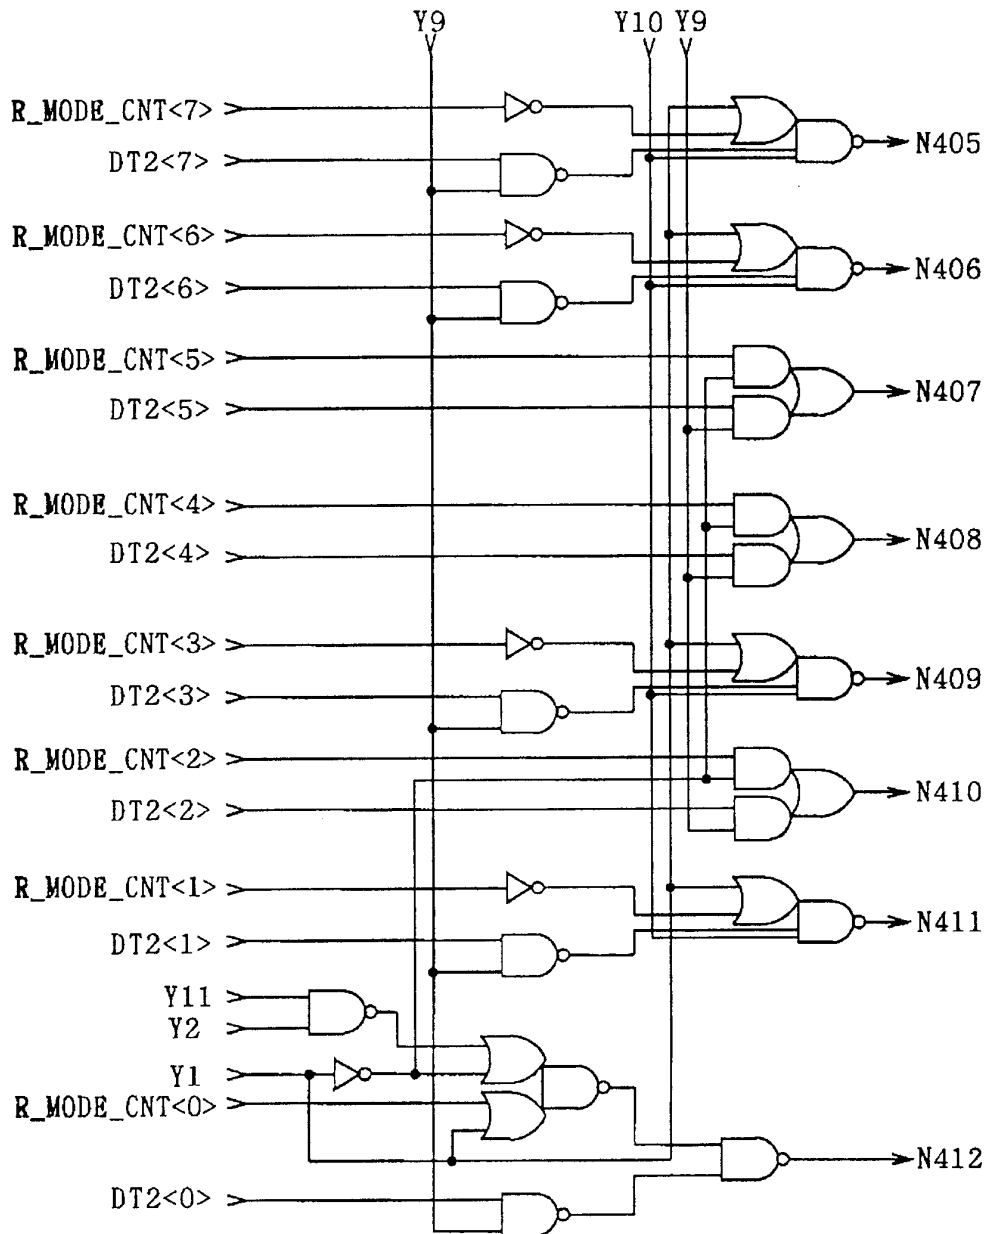 Y9 Y10 Y9
R_MODE_CNT<7>
N405
DT2<7>
R_MODE_CNT<6>
N406
DT2<6>
R_MODE_CNT<5>
N407
DT2<5>
R_MODE_CNT<4>
N408
DT2<4>
R_MODE_CNT<3>
N409
DT2<3>
R_MODE_CNT<2>
N410
DT2<2>
R_MODE_CNT<1>
N411
DT2<1>
Y11
Y2
Y1
R_MODE_CNT<0>
N412
DT2<0>